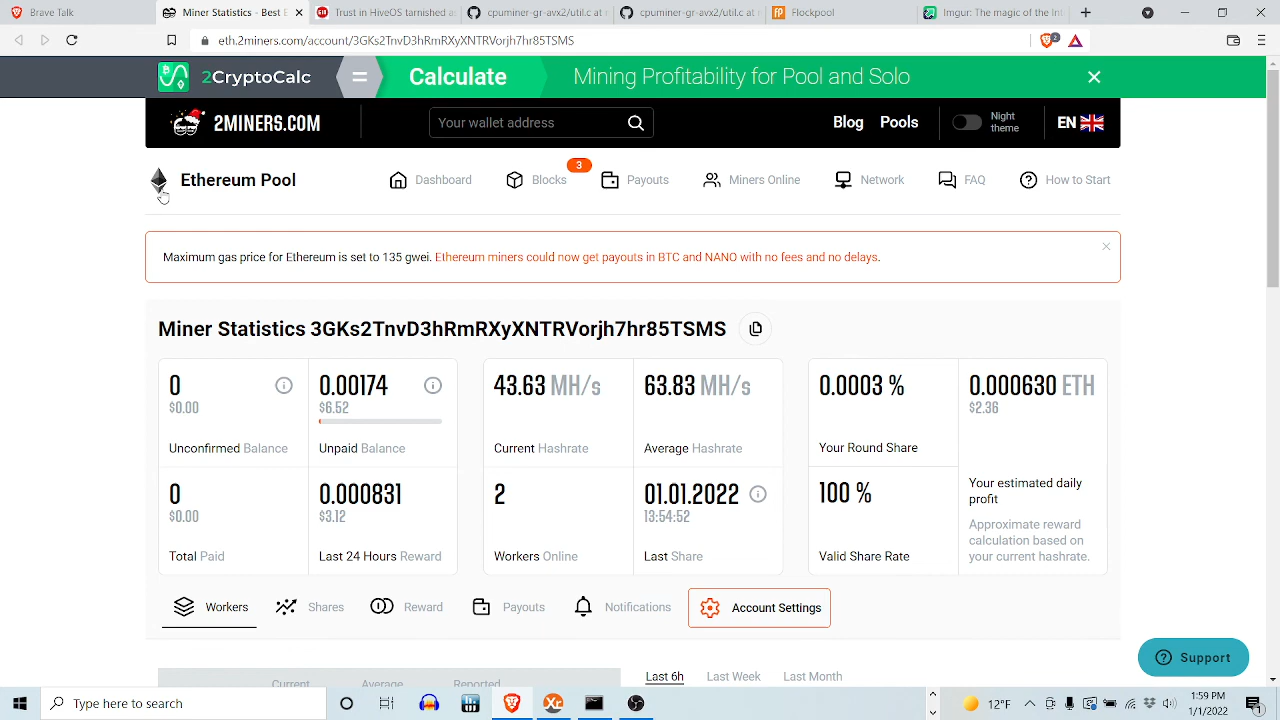 Brave Talk
2Miners Statistics - Best E
Trust in HiveOS tarnished as
cpuminer-gr-avx2/util.c at
cpuminer-gr-avx2/util.c at
Flockpool
Imgur: the magic of the Int
eth.2miners.com/account/3GKs2TnvD3hRmRXyXNTRVorjh7hr85TSMS
2
2CryptoCalc
=
Calculate
Mining Profitability for Pool and Solo
2MINERS.COM
Your wallet address
Blog
Pools
Night theme
EN
Ethereum Pool
Dashboard
Blocks
3
Payouts
Miners Online
Network
FAQ
How to Start
Maximum gas price for Ethereum is set to 135 gwei. Ethereum miners could now get payouts in BTC and NANO with no fees and no delays.
Miner Statistics 3GKs2TnvD3hRmRXyXNTRVorjh7hr85TSMS
0
$0.00
Unconfirmed Balance
0.00174
$6.52
Unpaid Balance
43.63 MH/s
Current Hashrate
63.83 MH/s
Average Hashrate
0.0003 %
Your Round Share
0.000630 ETH
$2.36
Your estimated daily
profit
Approximate reward
calculation based on
your current hashrate.
0
$0.00
Total Paid
0.000831
$3.12
Last 24 Hours Reward
2
Workers Online
01.01.2022
13:54:52
Last Share
100 %
Valid Share Rate
Workers
Shares
Reward
Payouts
Notifications
Account Settings
Support
Current
Average
Reported
Last 6h
Last Week
Last Month
Type here to search
12°F
1:59 PM
1/1/2022